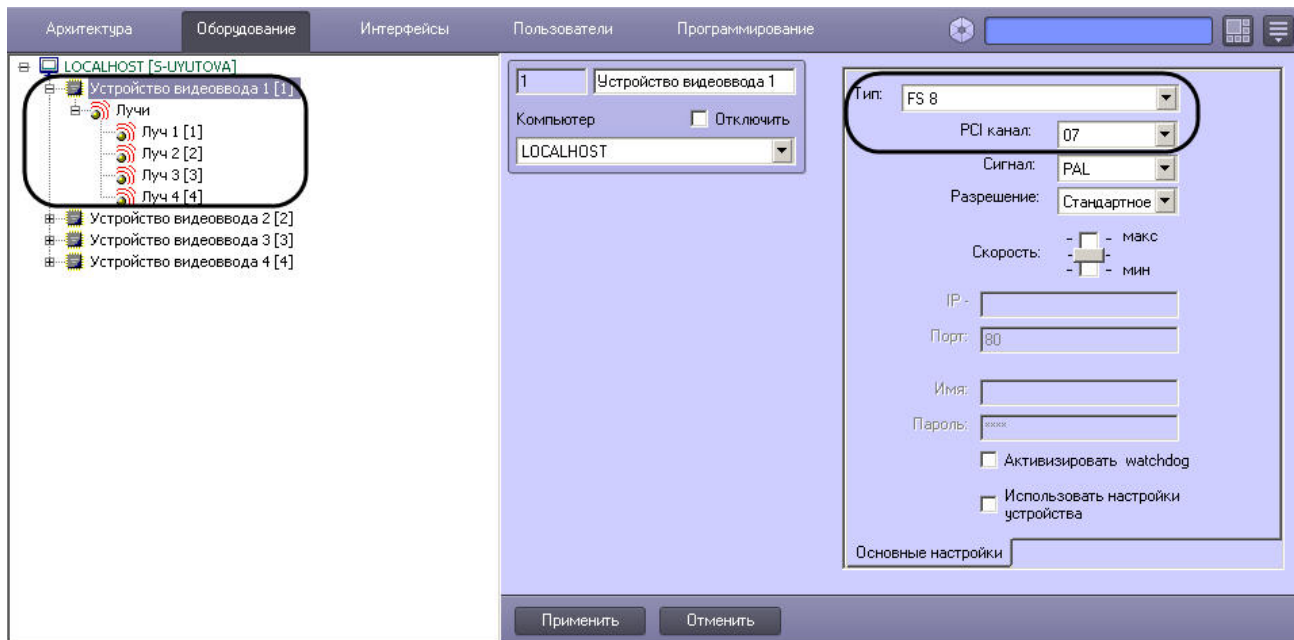 Архитектура Оборудование Интерфейсы Пользователи Программирование
LOCALHOST [S-UYUTOVA]
Устройство видеоввода 1 [1]
Лучи
Луч 1 [1]
Луч 2 [2]
Луч 3 [3]
Луч 4 [4]
Устройство видеоввода 2 [2]
Устройство видеоввода 3 [3]
Устройство видеоввода 4 [4]
1 Устройство видеоввода 1
Компьютер Отключить
LOCALHOST
Тип: FS 8
PCI канал: 07
Сигнал: PAL
Разрешение: Стандартное
макс
Скорость:
мин
IP -
Порт: 80
Имя:
Пароль: ****
Активизировать watchdog
Использовать настройки
устройства
Основные настройки
Применить Отменить